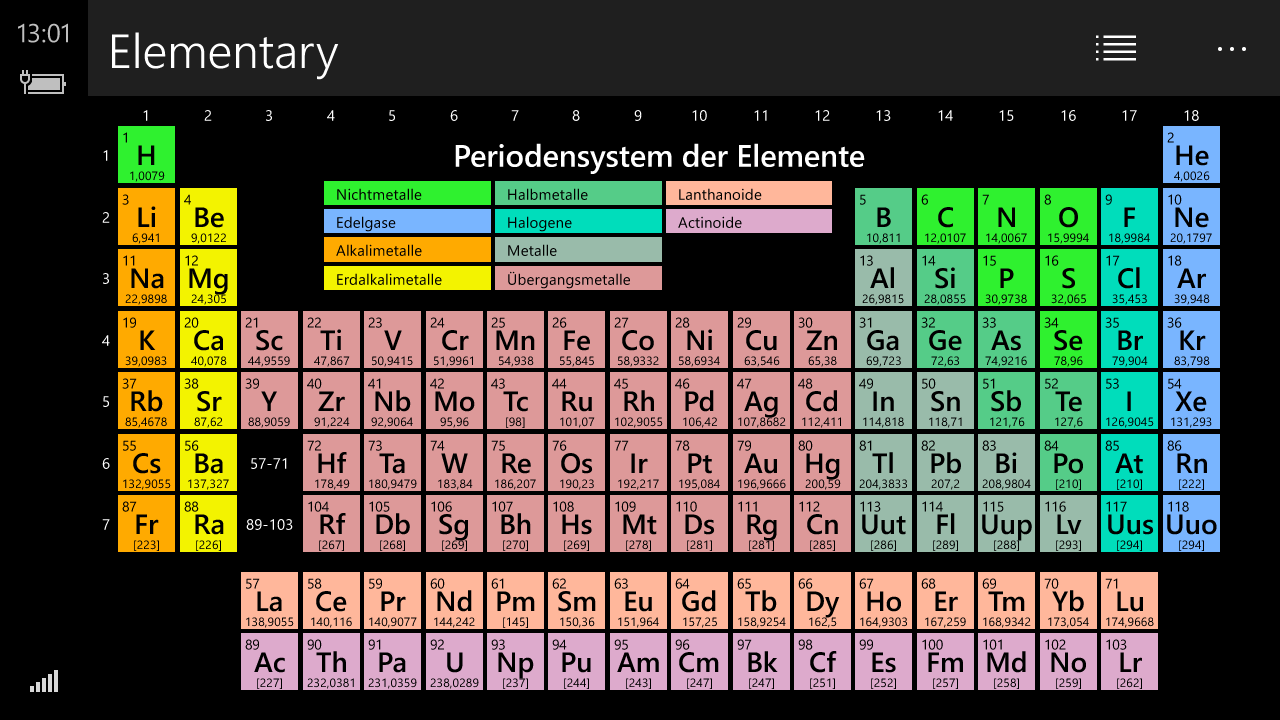 13:01
Elementary
1 2 3 4 5 6 7 8 9 10 11 12 13 14 15 16 17 18
Periodensystem der Elemente
Nichtmetalle Halbmetalle Lanthanoide
Edelgase Halogene Actinoide
Alkalimetalle Metalle
Erdalkalimetalle Übergangsmetalle
1
1 2
H He
1,0079 4,0026
2
3 4 5 6 7 8 9 10
Li Be B C N O F Ne
6,941 9,0122 10,811 12,0107 14,0067 15,9994 18,9984 20,1797
3
11 12 13 14 15 16 17 18
Na Mg Al Si P S Cl Ar
22,9898 24,305 26,9815 28,0855 30,9738 32,065 35,453 39,948
4
19 20 21 22 23 24 25 26 27 28 29 30 31 32 33 34 35 36
K Ca Sc Ti V Cr Mn Fe Co Ni Cu Zn Ga Ge As Se Br Kr
39,0983 40,078 44,9559 47,867 50,9415 51,9961 54,938 55,845 58,9332 58,6934 63,546 65,38 69,723 72,63 74,9216 78,96 79,904 83,798
5
37 38 39 40 41 42 43 44 45 46 47 48 49 50 51 52 53 54
Rb Sr Y Zr Nb Mo Tc Ru Rh Pd Ag Cd In Sn Sb Te I Xe
85,4678 87,62 88,9059 91,224 92,9064 95,96 [98] 101,07 102,9055 106,42 107,8682 112,411 114,818 118,71 121,76 127,6 126,9045 131,293
6
55 56 72 73 74 75 76 77 78 79 80 81 82 83 84 85 86
Cs Ba 57-71 Hf Ta W Re Os Ir Pt Au Hg Tl Pb Bi Po At Rn
132,9055 137,327 178,49 180,9479 183,84 186,207 190,23 192,217 195,084 196,9666 200,59 204,3833 207,2 208,9804 [210] [210] [222]
7
87 88 104 105 106 107 108 109 110 111 112 113 114 115 116 117 118
Fr Ra 89-103 Rf Db Sg Bh Hs Mt Ds Rg Cn Uut Fl Uup Lv Uus Uuo
[223] [226] [267] [268] [269] [270] [269] [278] [281] [281] [285] [286] [289] [288] [293] [294] [294]
57 58 59 60 61 62 63 64 65 66 67 68 69 70 71
La Ce Pr Nd Pm Sm Eu Gd Tb Dy Ho Er Tm Yb Lu
138,9055 140,116 140,9077 144,242 [145] 150,36 151,964 157,25 158,9254 162,5 164,9303 167,259 168,9342 173,054 174,9668
89 90 91 92 93 94 95 96 97 98 99 100 101 102 103
Ac Th Pa U Np Pu Am Cm Bk Cf Es Fm Md No Lr
[227] 232,0381 231,0359 238,0289 [237] [244] [243] [247] [247] [251] [252] [257] [258] [259] [262]